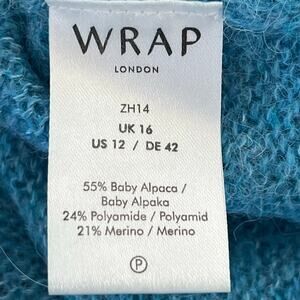 WRAP
LONDON
ZH14
UK 16
US 12 / DE 42
55% Baby Alpaca /
Baby Alpaka
24% Polyamide / Polyamid
21% Merino / Merino
P